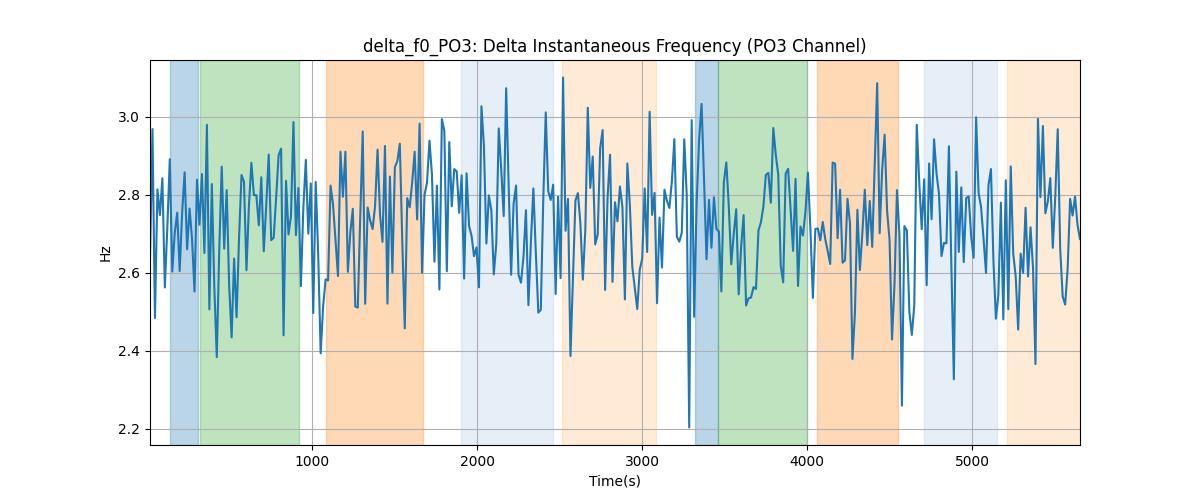 delta_f0_PO3: Delta Instantaneous Frequency (PO3 Channel)
3.0
2.8
2.6
2.4
2.2
Hz
1000 2000 3000 4000 5000
Time(s)